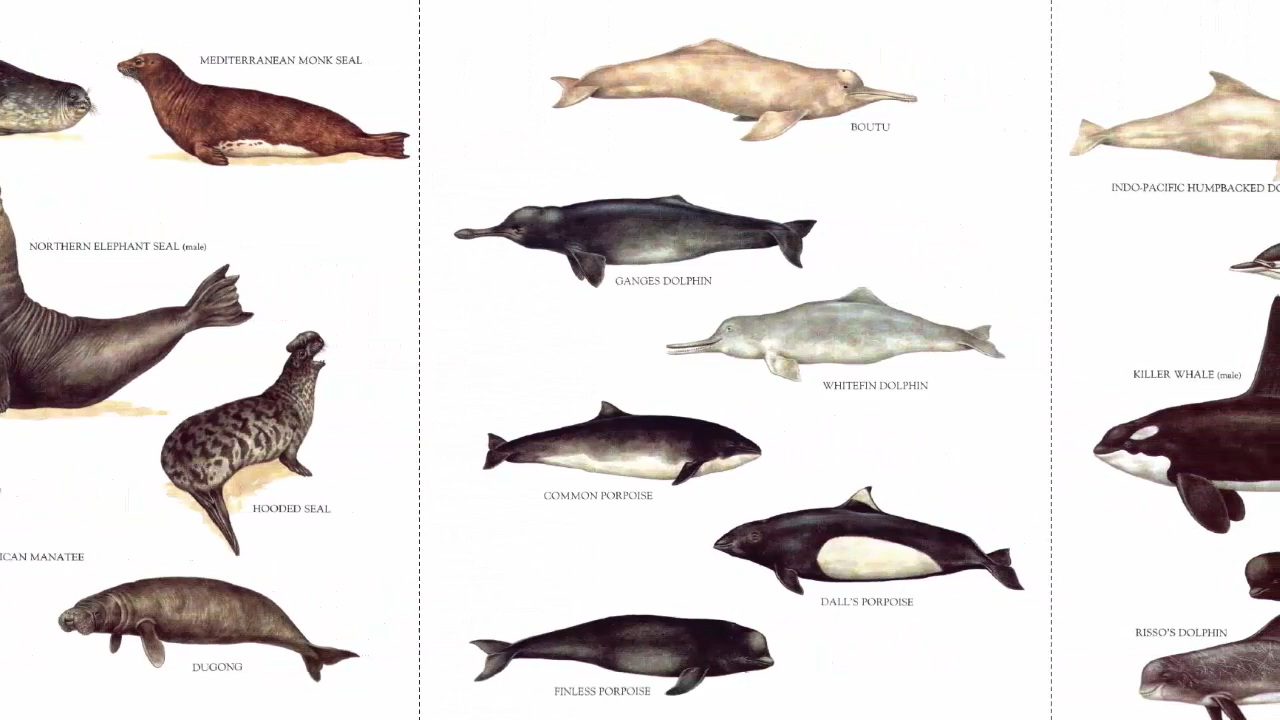 MEDITERRANEAN MONK SEAL
NORTHERN ELEPHANT SEAL (male)
HOODED SEAL
ICAN MANATEE
DUGONG
BOUTU
GANGES DOLPHIN
WHITEFIN DOLPHIN
COMMON PORPOISE
DALL'S PORPOISE
FINLESS PORPOISE
INDO-PACIFIC HUMPBACKED DO
KILLER WHALE (male)
RISSO'S DOLPHIN